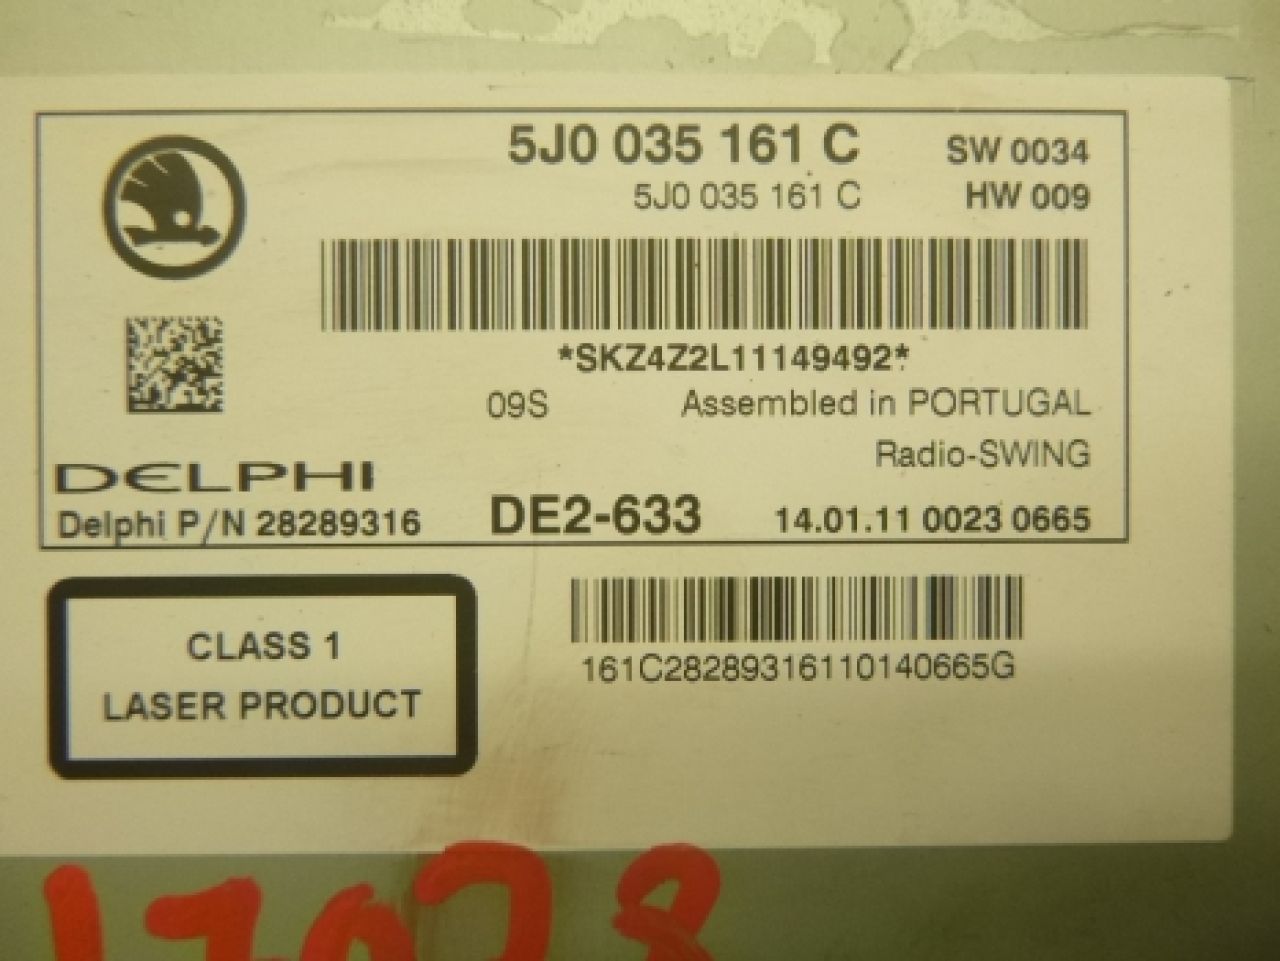 5J0 035 161 C SW 0034
5J0 035 161 C HW 009
*SKZ4Z2L11149492*
09S Assembled in PORTUGAL
Radio-SWING
DELPHI
Delphi P/N 28289316 DE2-633 14.01.11 0023 0665
CLASS 1
LASER PRODUCT
161C28289316110140665G